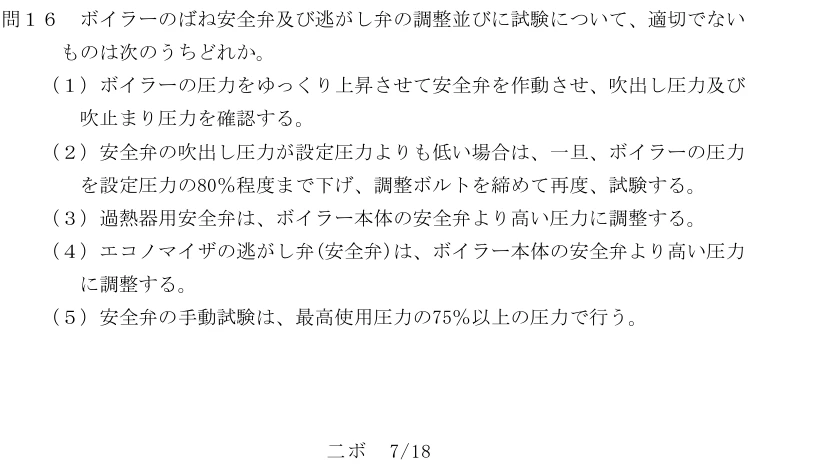 問１６　ボイラーのばね安全弁及び逃がし弁の調整並びに試験について、適切でない
ものは次のうちどれか。
（１）ボイラーの圧力をゆっくり上昇させて安全弁を作動させ、吹出し圧力及び
吹止まり圧力を確認する。
（２）安全弁の吹出し圧力が設定圧力よりも低い場合は、一旦、ボイラーの圧力
を設定圧力の80％程度まで下げ、調整ボルトを締めて再度、試験する。
（３）過熱器用安全弁は、ボイラー本体の安全弁より高い圧力に調整する。
（４）エコノマイザの逃がし弁(安全弁)は、ボイラー本体の安全弁より高い圧力
に調整する。
（５）安全弁の手動試験は、最高使用圧力の75％以上の圧力で行う。
二ボ　7/18